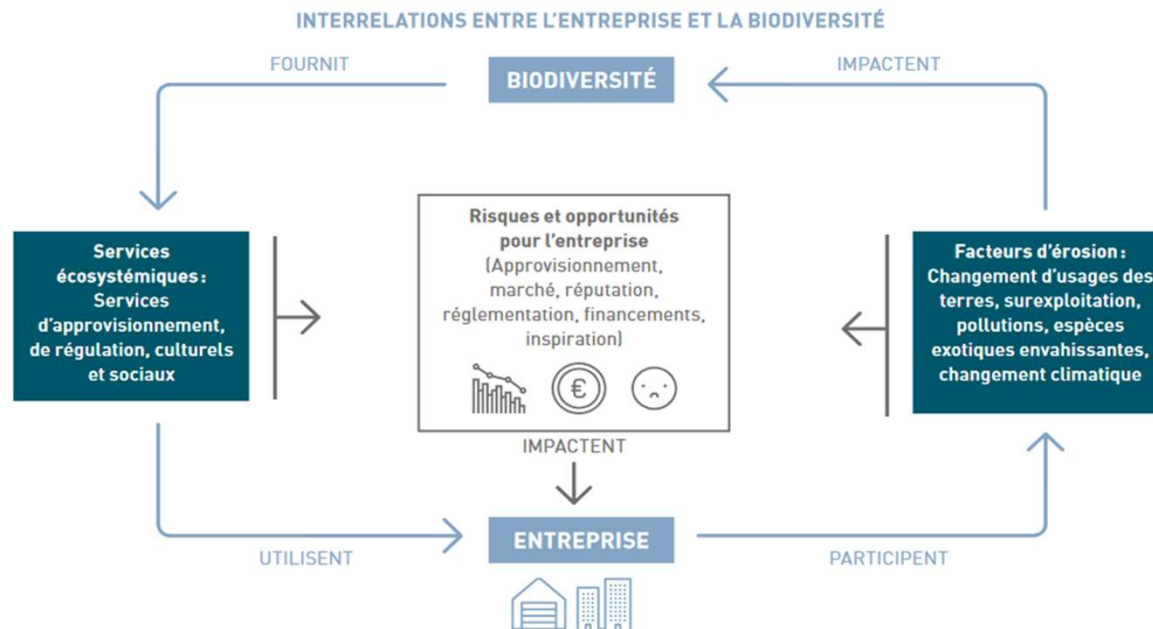 INTERRELATIONS ENTRE L’ENTREPRISE ET LA BIODIVERSITÉ
FOURNIT
BIODIVERSITÉ
IMPACTENT
Services
écosystémiques :
Services
d’approvisionnement,
de régulation, culturels
et sociaux
Risques et opportunités
pour l’entreprise
(Approvisionnement,
marché, réputation,
réglementation, financements,
inspiration)
€
Facteurs d’érosion :
Changement d’usages des
terres, surexploitation,
pollutions, espèces
exotiques envahissantes,
changement climatique
IMPACTENT
UTILISENT
ENTREPRISE
PARTICIPENT